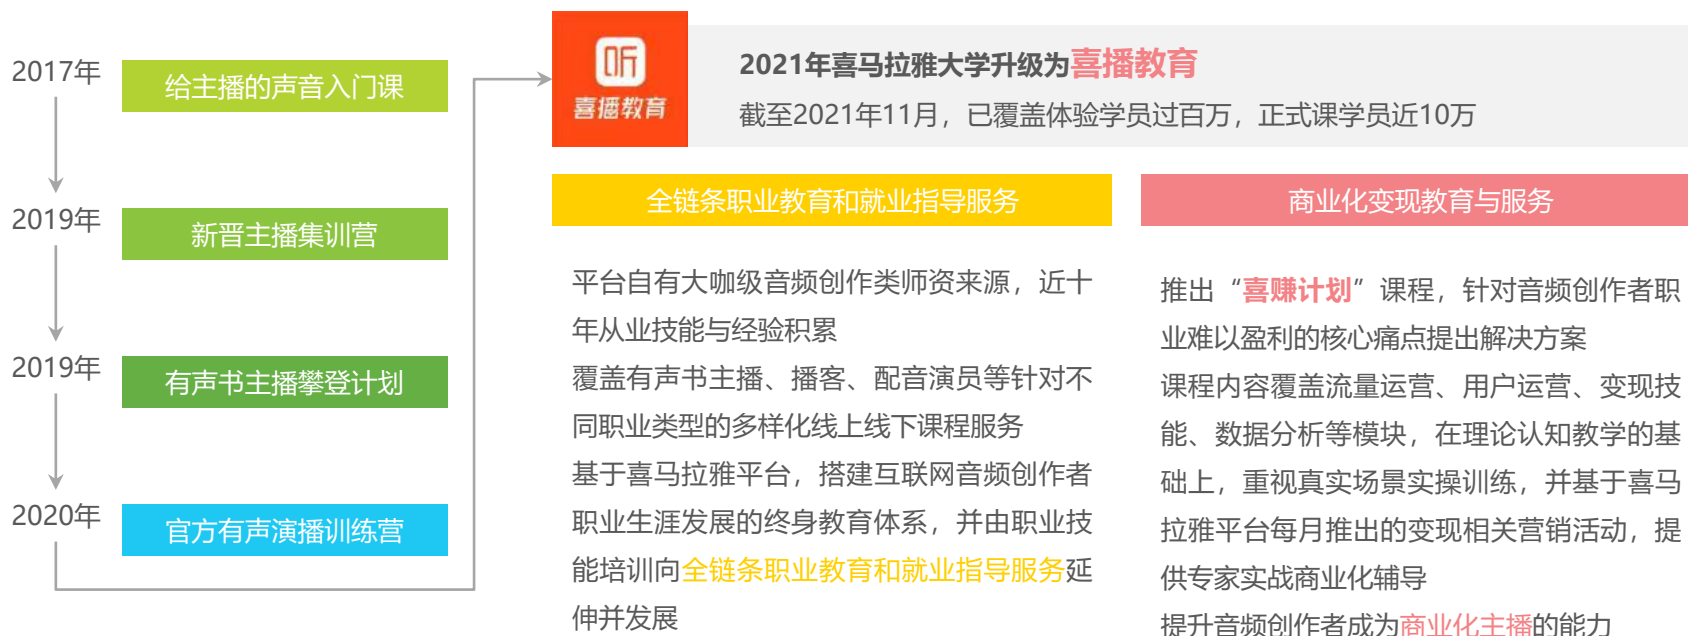 2017年
给主播的声音入门课
2019年
新晋主播集训营
2019年
有声书主播攀登计划
2020年
官方有声演播训练营
听
喜播教育
2021年喜马拉雅大学升级为喜播教育
截至2021年11月，已覆盖体验学员过百万，正式课学员近10万
全链条职业教育和就业指导服务
平台自有大咖级音频创作类师资来源，近十
年从业技能与经验积累
覆盖有声书主播、播客、配音演员等针对不
同职业类型的多样化线上线下课程服务
基于喜马拉雅平台，搭建互联网音频创作者
职业生涯发展的终身教育体系，并由职业技
能培训向全链条职业教育和就业指导服务延
伸并发展
商业化变现教育与服务
推出“喜赚计划”课程，针对音频创作者职
业难以盈利的核心痛点提出解决方案
课程内容覆盖流量运营、用户运营、变现技
能、数据分析等模块，在理论认知教学的基
础上，重视真实场景实操训练，并基于喜马
拉雅平台每月推出的变现相关营销活动，提
供专家实战商业化辅导
提升音频创作者成为商业化主播的能力